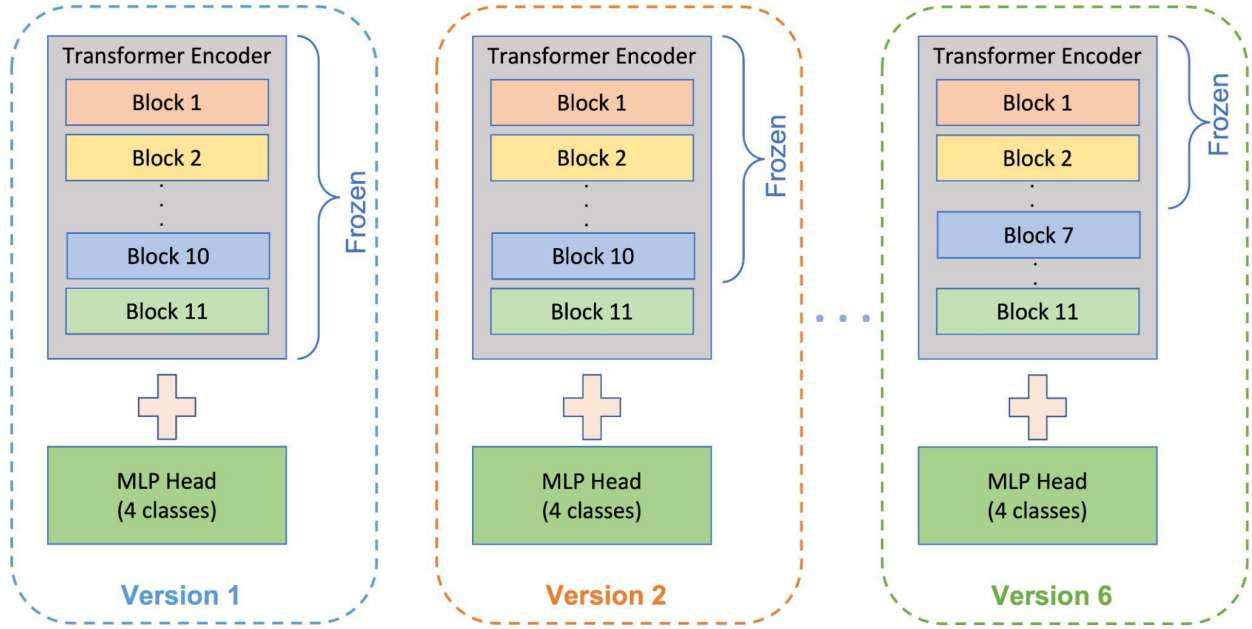 Transformer Encoder
Block 1
Block 2
Block 10
Block 11
Frozen
MLP Head
(4 classes)
Version 1
Transformer Encoder
Block 1
Block 2
Block 10
Block 11
Frozen
MLP Head
(4 classes)
Version 2
Transformer Encoder
Block 1
Block 2
Block 7
Block 11
Frozen
MLP Head
(4 classes)
Version 6